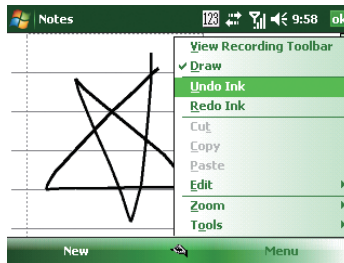 Notes 123 9:58 ok
View Recording Toolbar
Draw
Undo Ink
Redo Ink
Cut
Copy
Paste
Edit
Zoom
Tools
New Menu